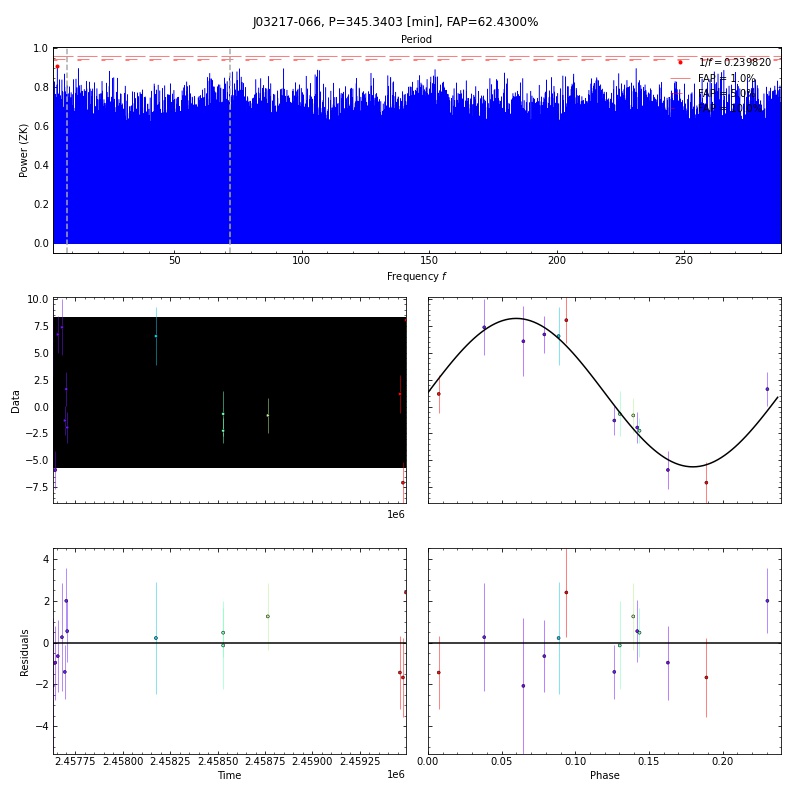 J03217-066, P=345.3403 [min], FAP=62.4300%
Period
1.0
0.8
0.6
0.4
0.2
0.0
Power (ZK)
1/f = 0.239820
FAP = 1.0%
50 100 150 200 250
Frequency f
10.0
7.5
5.0
2.5
0.0
−2.5
−5.0
−7.5
Data
1e6
4
2
0
−2
−4
Residuals
2.45775 2.45800 2.45825 2.45850 2.45875 2.45900 2.45925
1e6
Time
0.00 0.05 0.10 0.15 0.20
Phase